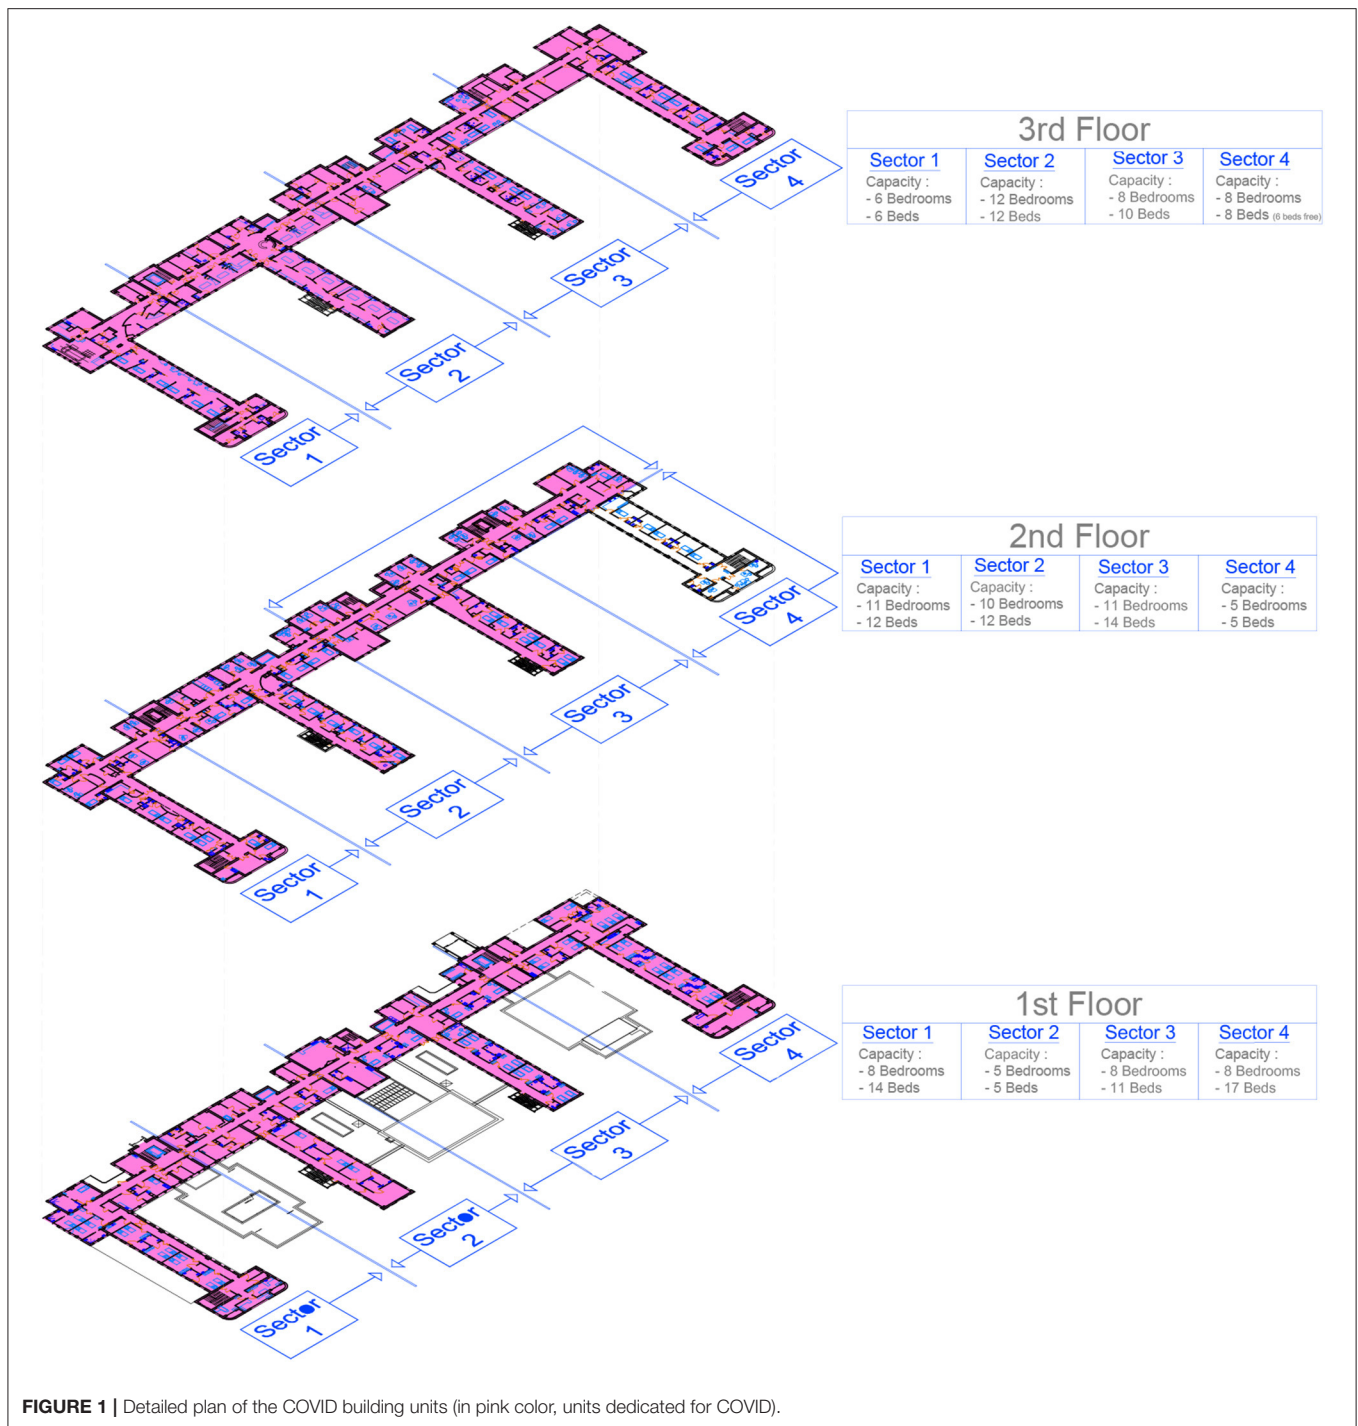 3rd Floor
Sector 1
Capacity :
- 6 Bedrooms
- 6 Beds
Sector 2
Capacity :
- 12 Bedrooms
- 12 Beds
Sector 3
Capacity :
- 8 Bedrooms
- 10 Beds
Sector 4
Capacity :
- 8 Bedrooms
- 8 Beds (6 beds free)
Sector
4
Sector
3
Sector
2
Sector
1
2nd Floor
Sector 1
Capacity :
- 11 Bedrooms
- 12 Beds
Sector 2
Capacity :
- 10 Bedrooms
- 12 Beds
Sector 3
Capacity :
- 11 Bedrooms
- 14 Beds
Sector 4
Capacity :
- 5 Bedrooms
- 5 Beds
Sector
4
Sector
3
Sector
2
Sector
1
1st Floor
Sector 1
Capacity :
- 8 Bedrooms
- 14 Beds
Sector 2
Capacity :
- 5 Bedrooms
- 5 Beds
Sector 3
Capacity :
- 8 Bedrooms
- 11 Beds
Sector 4
Capacity :
- 8 Bedrooms
- 17 Beds
Sector
4
Sector
3
Sector
2
Sector
1
FIGURE 1 | Detailed plan of the COVID building units (in pink color, units dedicated for COVID).